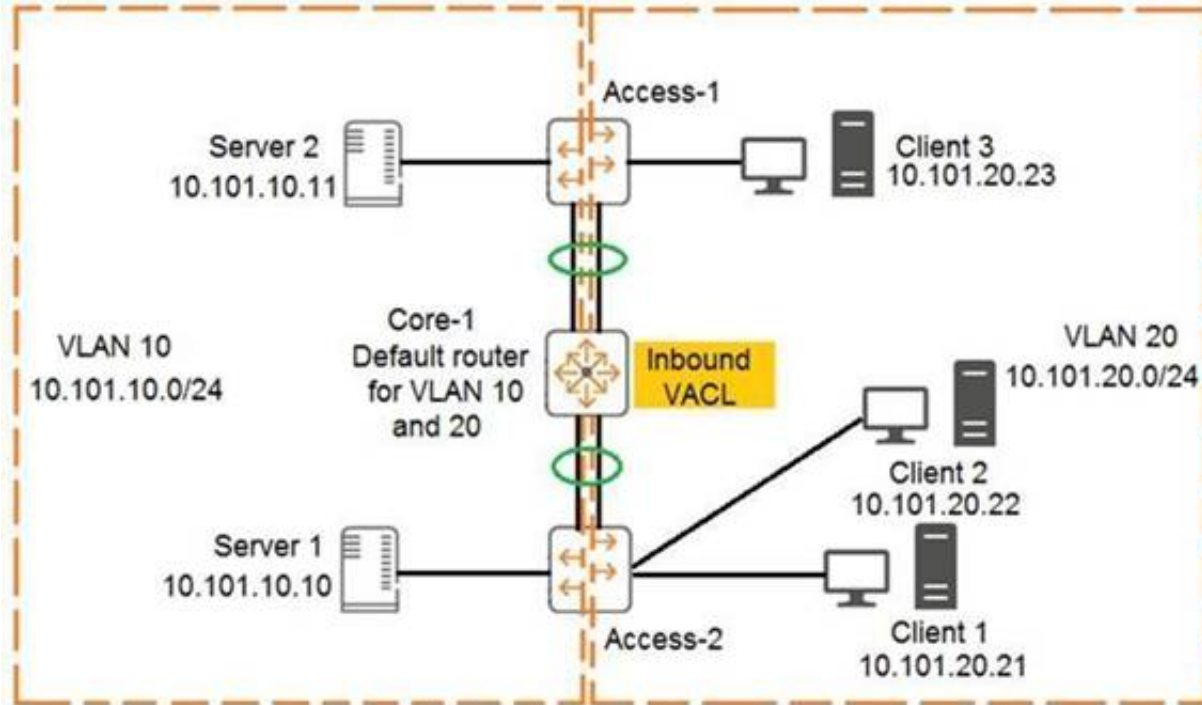 Access-1
Server 2
10.101.10.11
Client 3
10.101.20.23
Core-1
Default router
for VLAN 10
and 20
Inbound
VACL
VLAN 10
10.101.10.0/24
VLAN 20
10.101.20.0/24
Client 2
10.101.20.22
Server 1
10.101.10.10
Access-2
Client 1
10.101.20.21